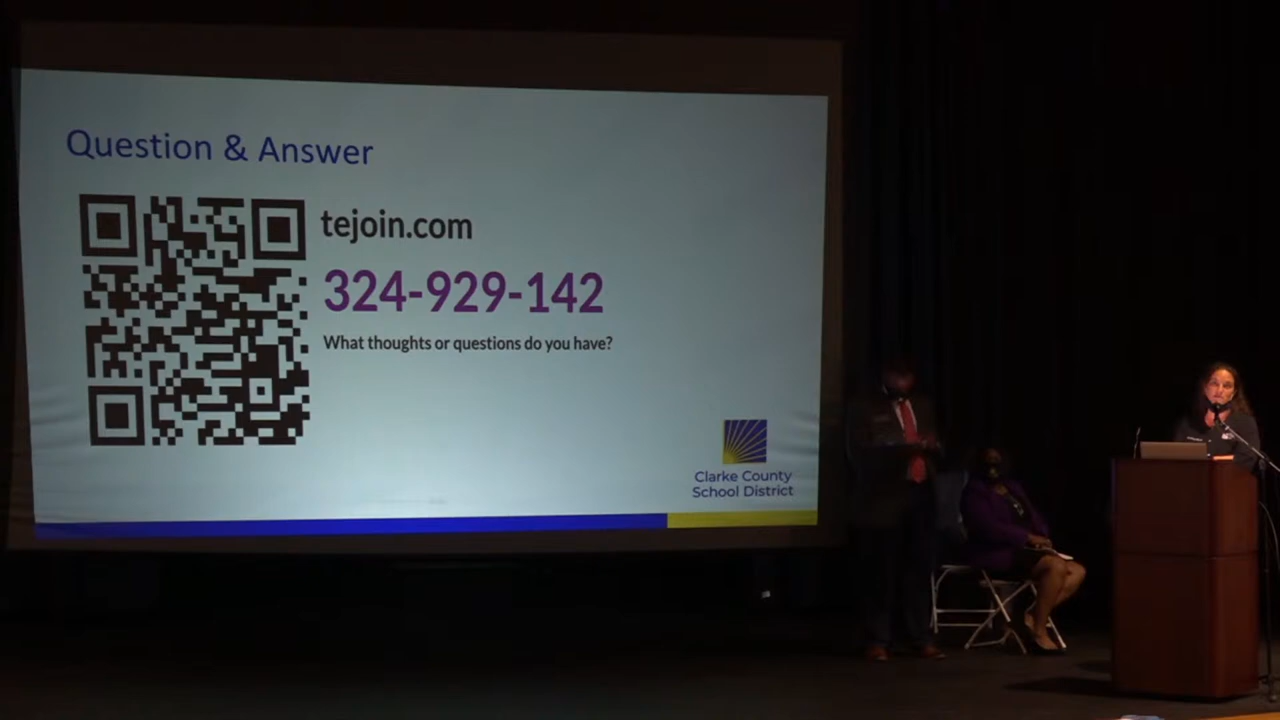 Question & Answer
tejoin.com
324-929-142
What thoughts or questions do you have?
Clarke County
School District